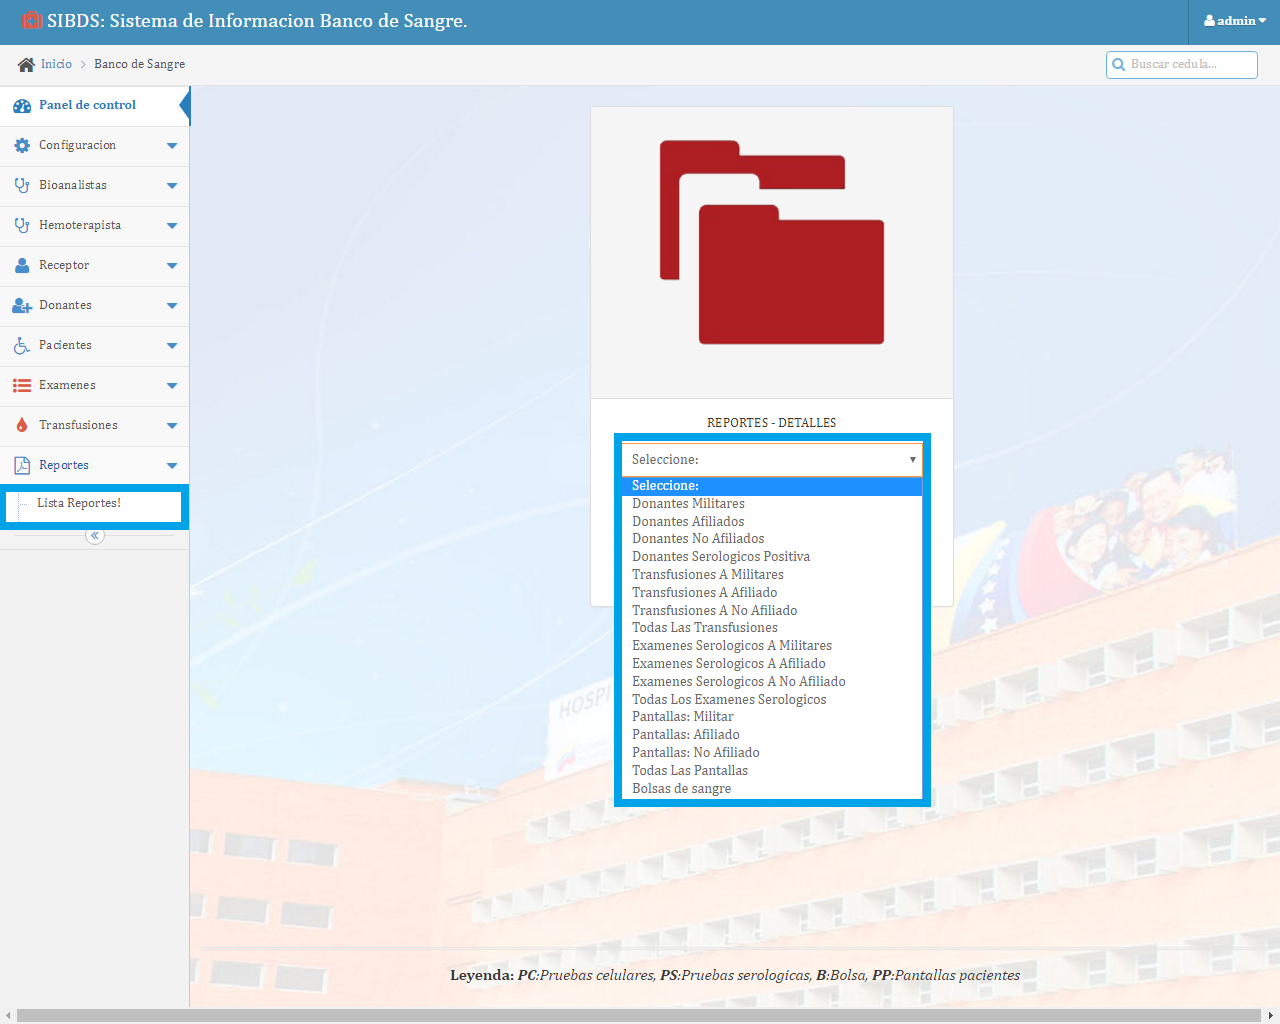 SIBDS: Sistema de Informacion Banco de Sangre.
admin
Inicio > Banco de Sangre
Buscar cedula...
Panel de control
Configuracion
Bioanalistas
Hemoterapista
Receptor
Donantes
Pacientes
Examenes
Transfusiones
Reportes
Lista Reportes!
REPORTES - DETALLES
Seleccione:
Seleccione:
Donantes Militares
Donantes Afiliados
Donantes No Afiliados
Donantes Serologicos Positiva
Transfusiones A Militares
Transfusiones A Afiliado
Transfusiones A No Afiliado
Todas Las Transfusiones
Examenes Serologicos A Militares
Examenes Serologicos A Afiliado
Examenes Serologicos A No Afiliado
Todas Los Examenes Serologicos
Pantallas: Militar
Pantallas: Afiliado
Pantallas: No Afiliado
Todas Las Pantallas
Bolsas de sangre
HOSPI
Leyenda: PC:Pruebas celulares, PS:Pruebas serologicas, B:Bolsa, PP:Pantallas pacientes